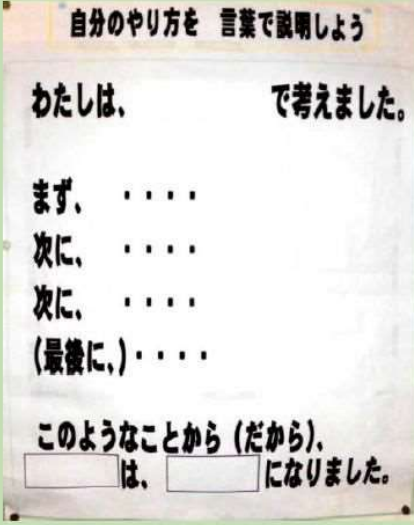 自分のやり方を 言葉で説明しよう
わたしは、 で考えました。
まず、 ・・・・
次に、 ・・・・
次に、 ・・・・
(最後に、)・・・・
このようなことから(だから)、
は、 になりました。